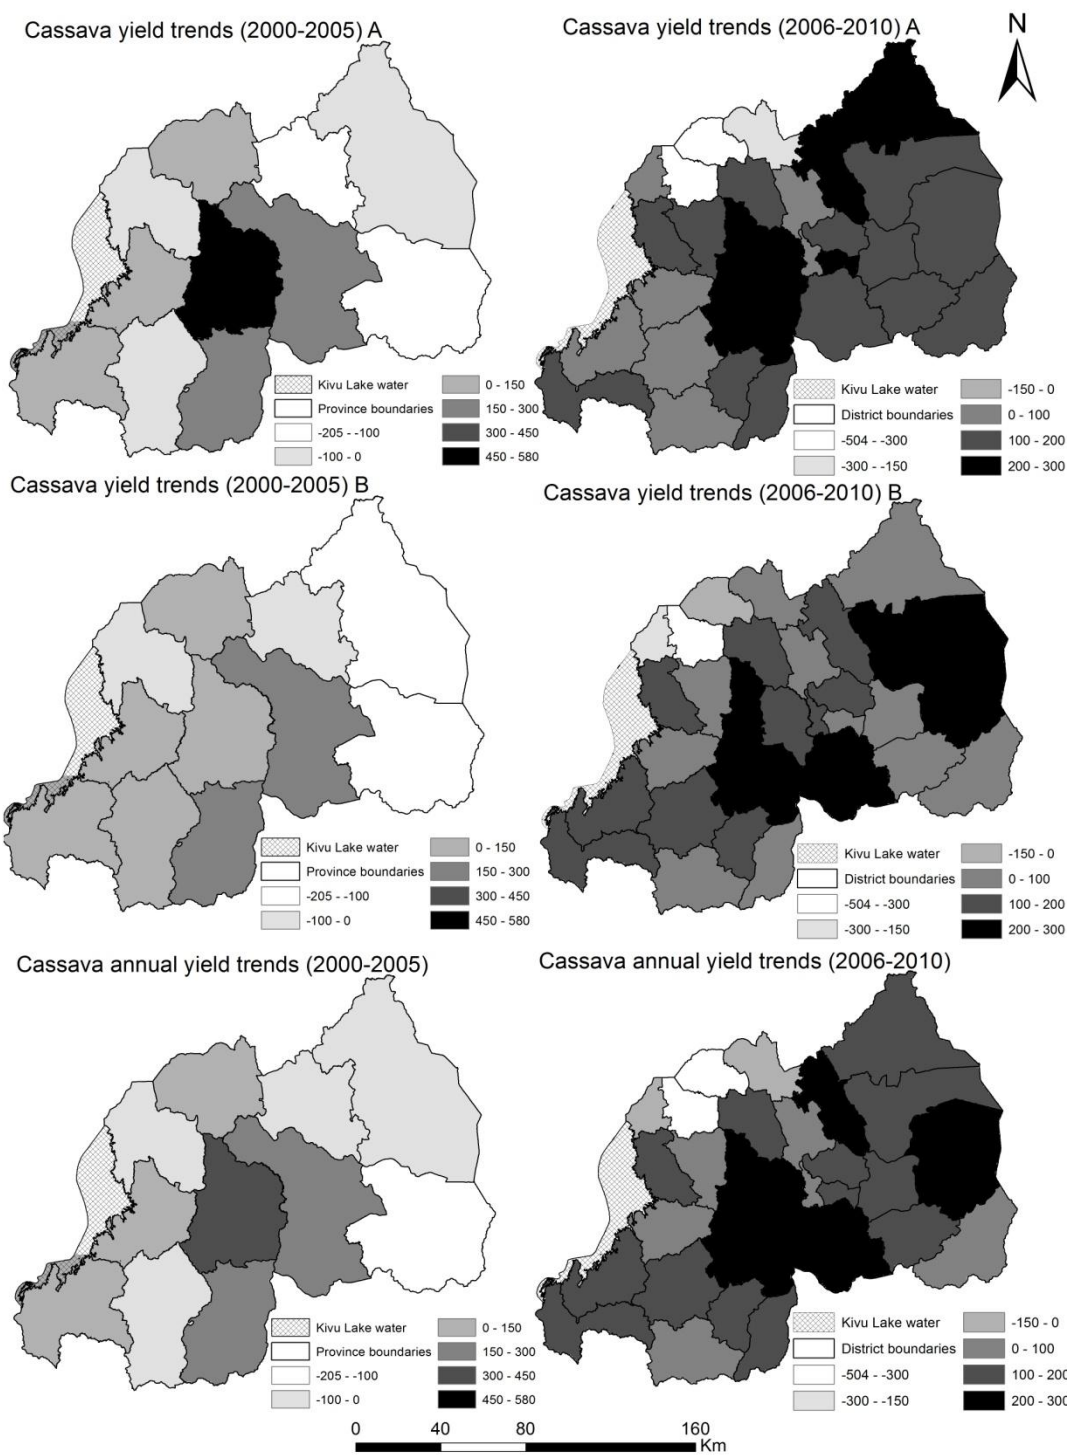 Cassava yield trends (2000-2005) A
Cassava yield trends (2006-2010) A
N
Kivu Lake water
Province boundaries
-205 - -100
-100 - 0
0 - 150
150 - 300
300 - 450
450 - 580
Kivu Lake water
District boundaries
-504 - -300
-300 - -150
-150 - 0
0 - 100
100 - 200
200 - 300
Cassava yield trends (2000-2005) B
Cassava yield trends (2006-2010) B
Kivu Lake water
Province boundaries
-205 - -100
-100 - 0
0 - 150
150 - 300
300 - 450
450 - 580
Kivu Lake water
District boundaries
-504 - -300
-300 - -150
-150 - 0
0 - 100
100 - 200
200 - 300
Cassava annual yield trends (2000-2005)
Cassava annual yield trends (2006-2010)
Kivu Lake water
Province boundaries
-205 - -100
-100 - 0
0 - 150
150 - 300
300 - 450
450 - 580
Kivu Lake water
District boundaries
-504 - -300
-300 - -150
-150 - 0
0 - 100
100 - 200
200 - 300
0 40 80 160
Km